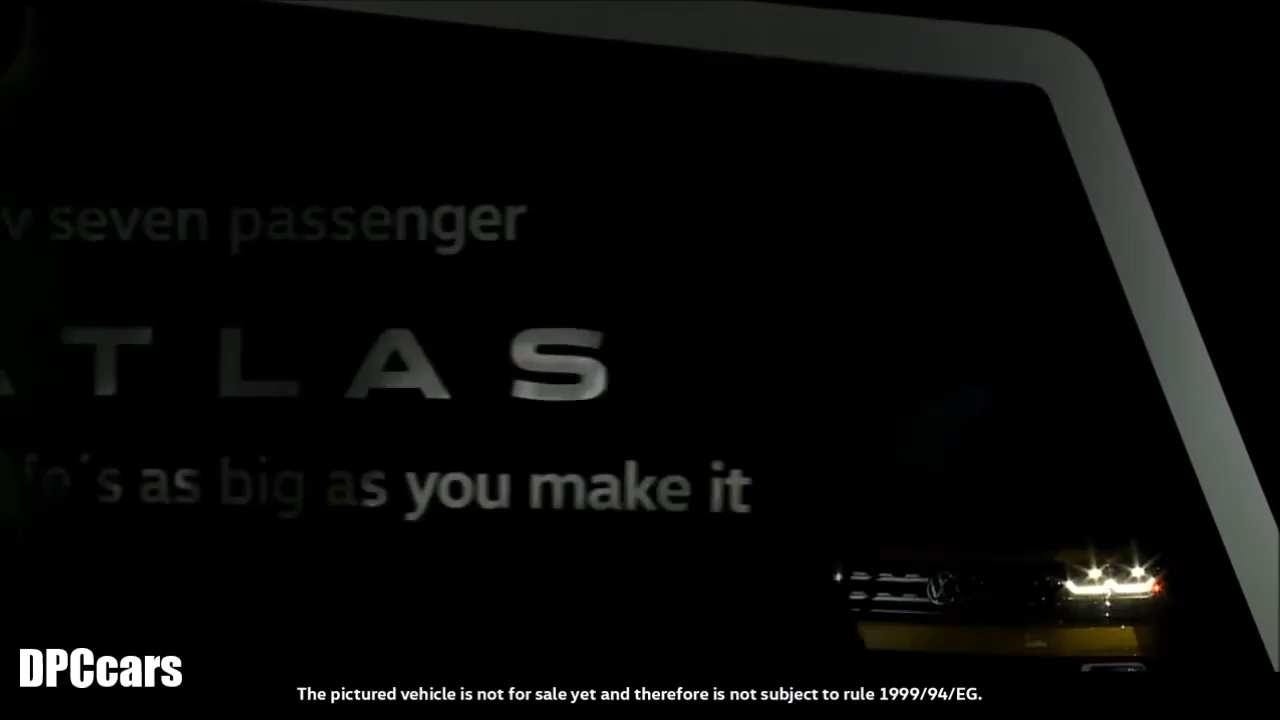 seven passenger
ATLAS
as big as you make it
DPCcars
The pictured vehicle is not for sale yet and therefore is not subject to rule 1999/94/EG.